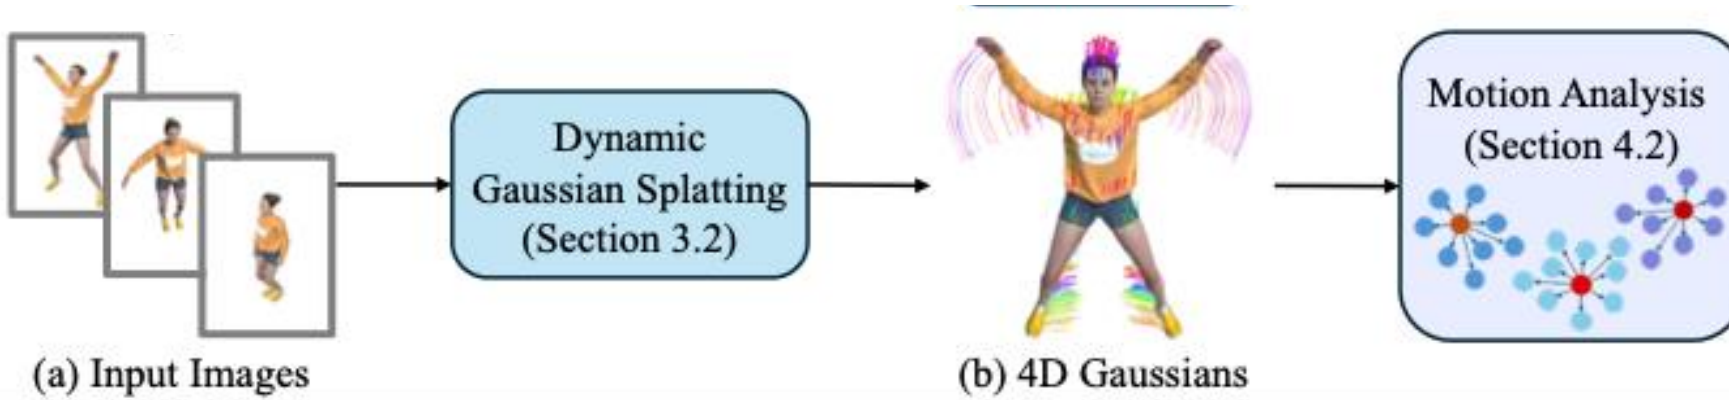 Dynamic
Gaussian Splatting
(Section 3.2)
Motion Analysis
(Section 4.2)
(a) Input Images
(b) 4D Gaussians